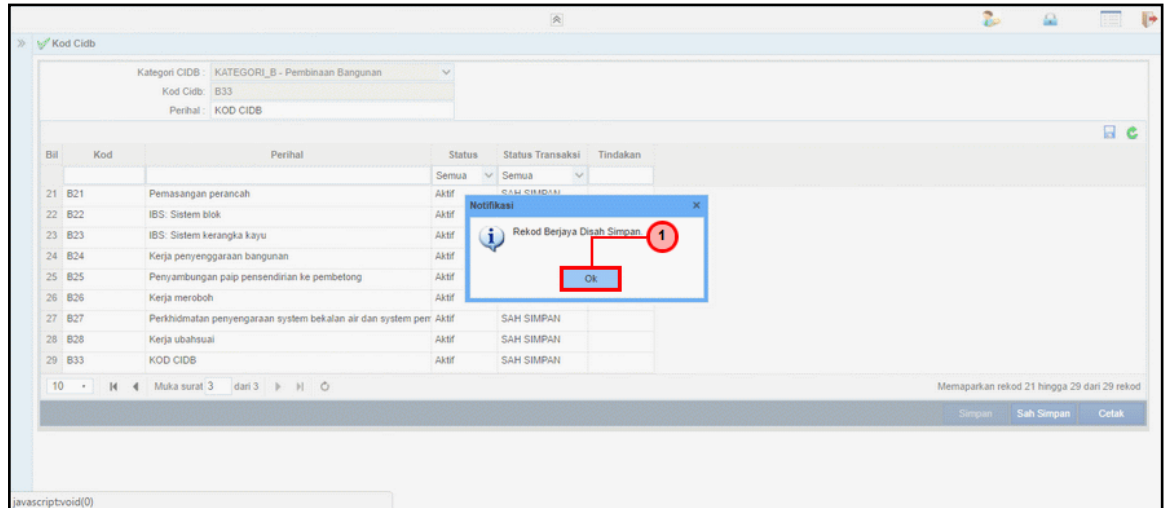 Kod Cidb
Kategori CIDB : KATEGORI_B - Pembinaan Bangunan
Kod Cidb: B33
Perihal : KOD CIDB
Bil Kod Perihal Status Status Transaksi Tindakan
Semua Semua
21 B21 Pemasangan perancah Aktif SAH SIMPAN
22 B22 IBS: Sistem blok Aktif
23 B23 IBS: Sistem kerangka kayu Aktif
24 B24 Kerja penyenggaraan bangunan Aktif
25 B25 Penyambungan paip pensendirian ke pembetong Aktif
26 B26 Kerja meroboh Aktif
27 B27 Perkhidmatan penyengaraan system bekalan air dan system pem Aktif SAH SIMPAN
28 B28 Kerja ubahsuai Aktif SAH SIMPAN
29 B33 KOD CIDB Aktif SAH SIMPAN
Notifikasi x
Rekod Berjaya Disah Simpan.
1
Ok
10 Muka surat 3 dari 3 Memaparkan rekod 21 hingga 29 dari 29 rekod
Simpan Sah Simpan Cetak
javascript:void(0)